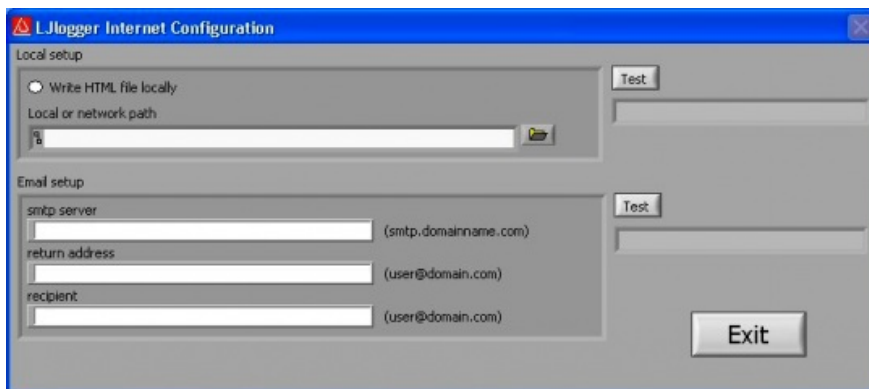 LJlogger Internet Configuration
Local setup
Write HTML file locally
Test
Local or network path
Email setup
smtp server
Test
(smtp.domainname.com)
return address
(user@domain.com)
recipient
(user@domain.com)
Exit